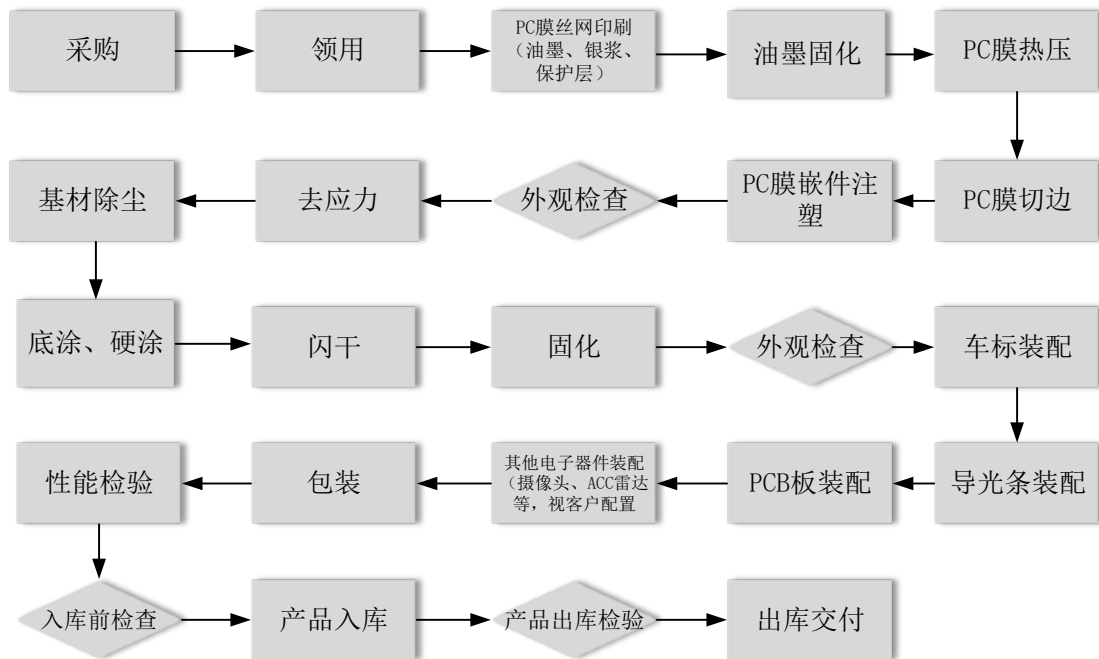 采购
领用
PC膜丝网印刷
（油墨、银浆、
保护层）
油墨固化
PC膜热压
PC膜切边
PC膜嵌件注
塑
外观检查
去应力
基材除尘
底涂、硬涂
闪干
固化
外观检查
车标装配
导光条装配
PCB板装配
其他电子器件装配
（摄像头、ACC雷达
等，视客户配置
包装
性能检验
入库前检查
产品入库
产品出库检验
出库交付